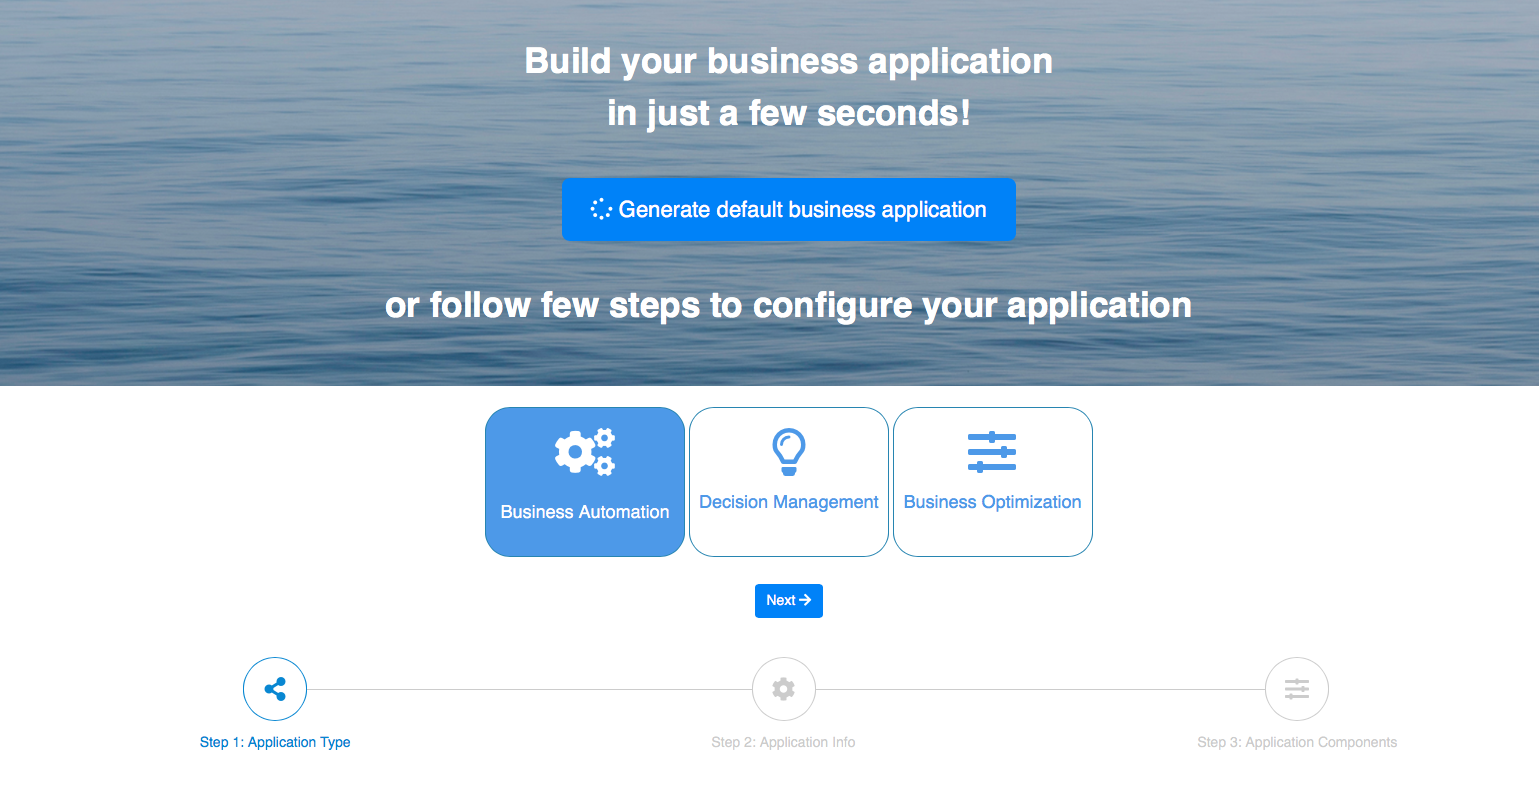 Build your business application
in just a few seconds!
Generate default business application
or follow few steps to configure your application
Business Automation
Decision Management
Business Optimization
Next
Step 1: Application Type
Step 2: Application Info
Step 3: Application Components